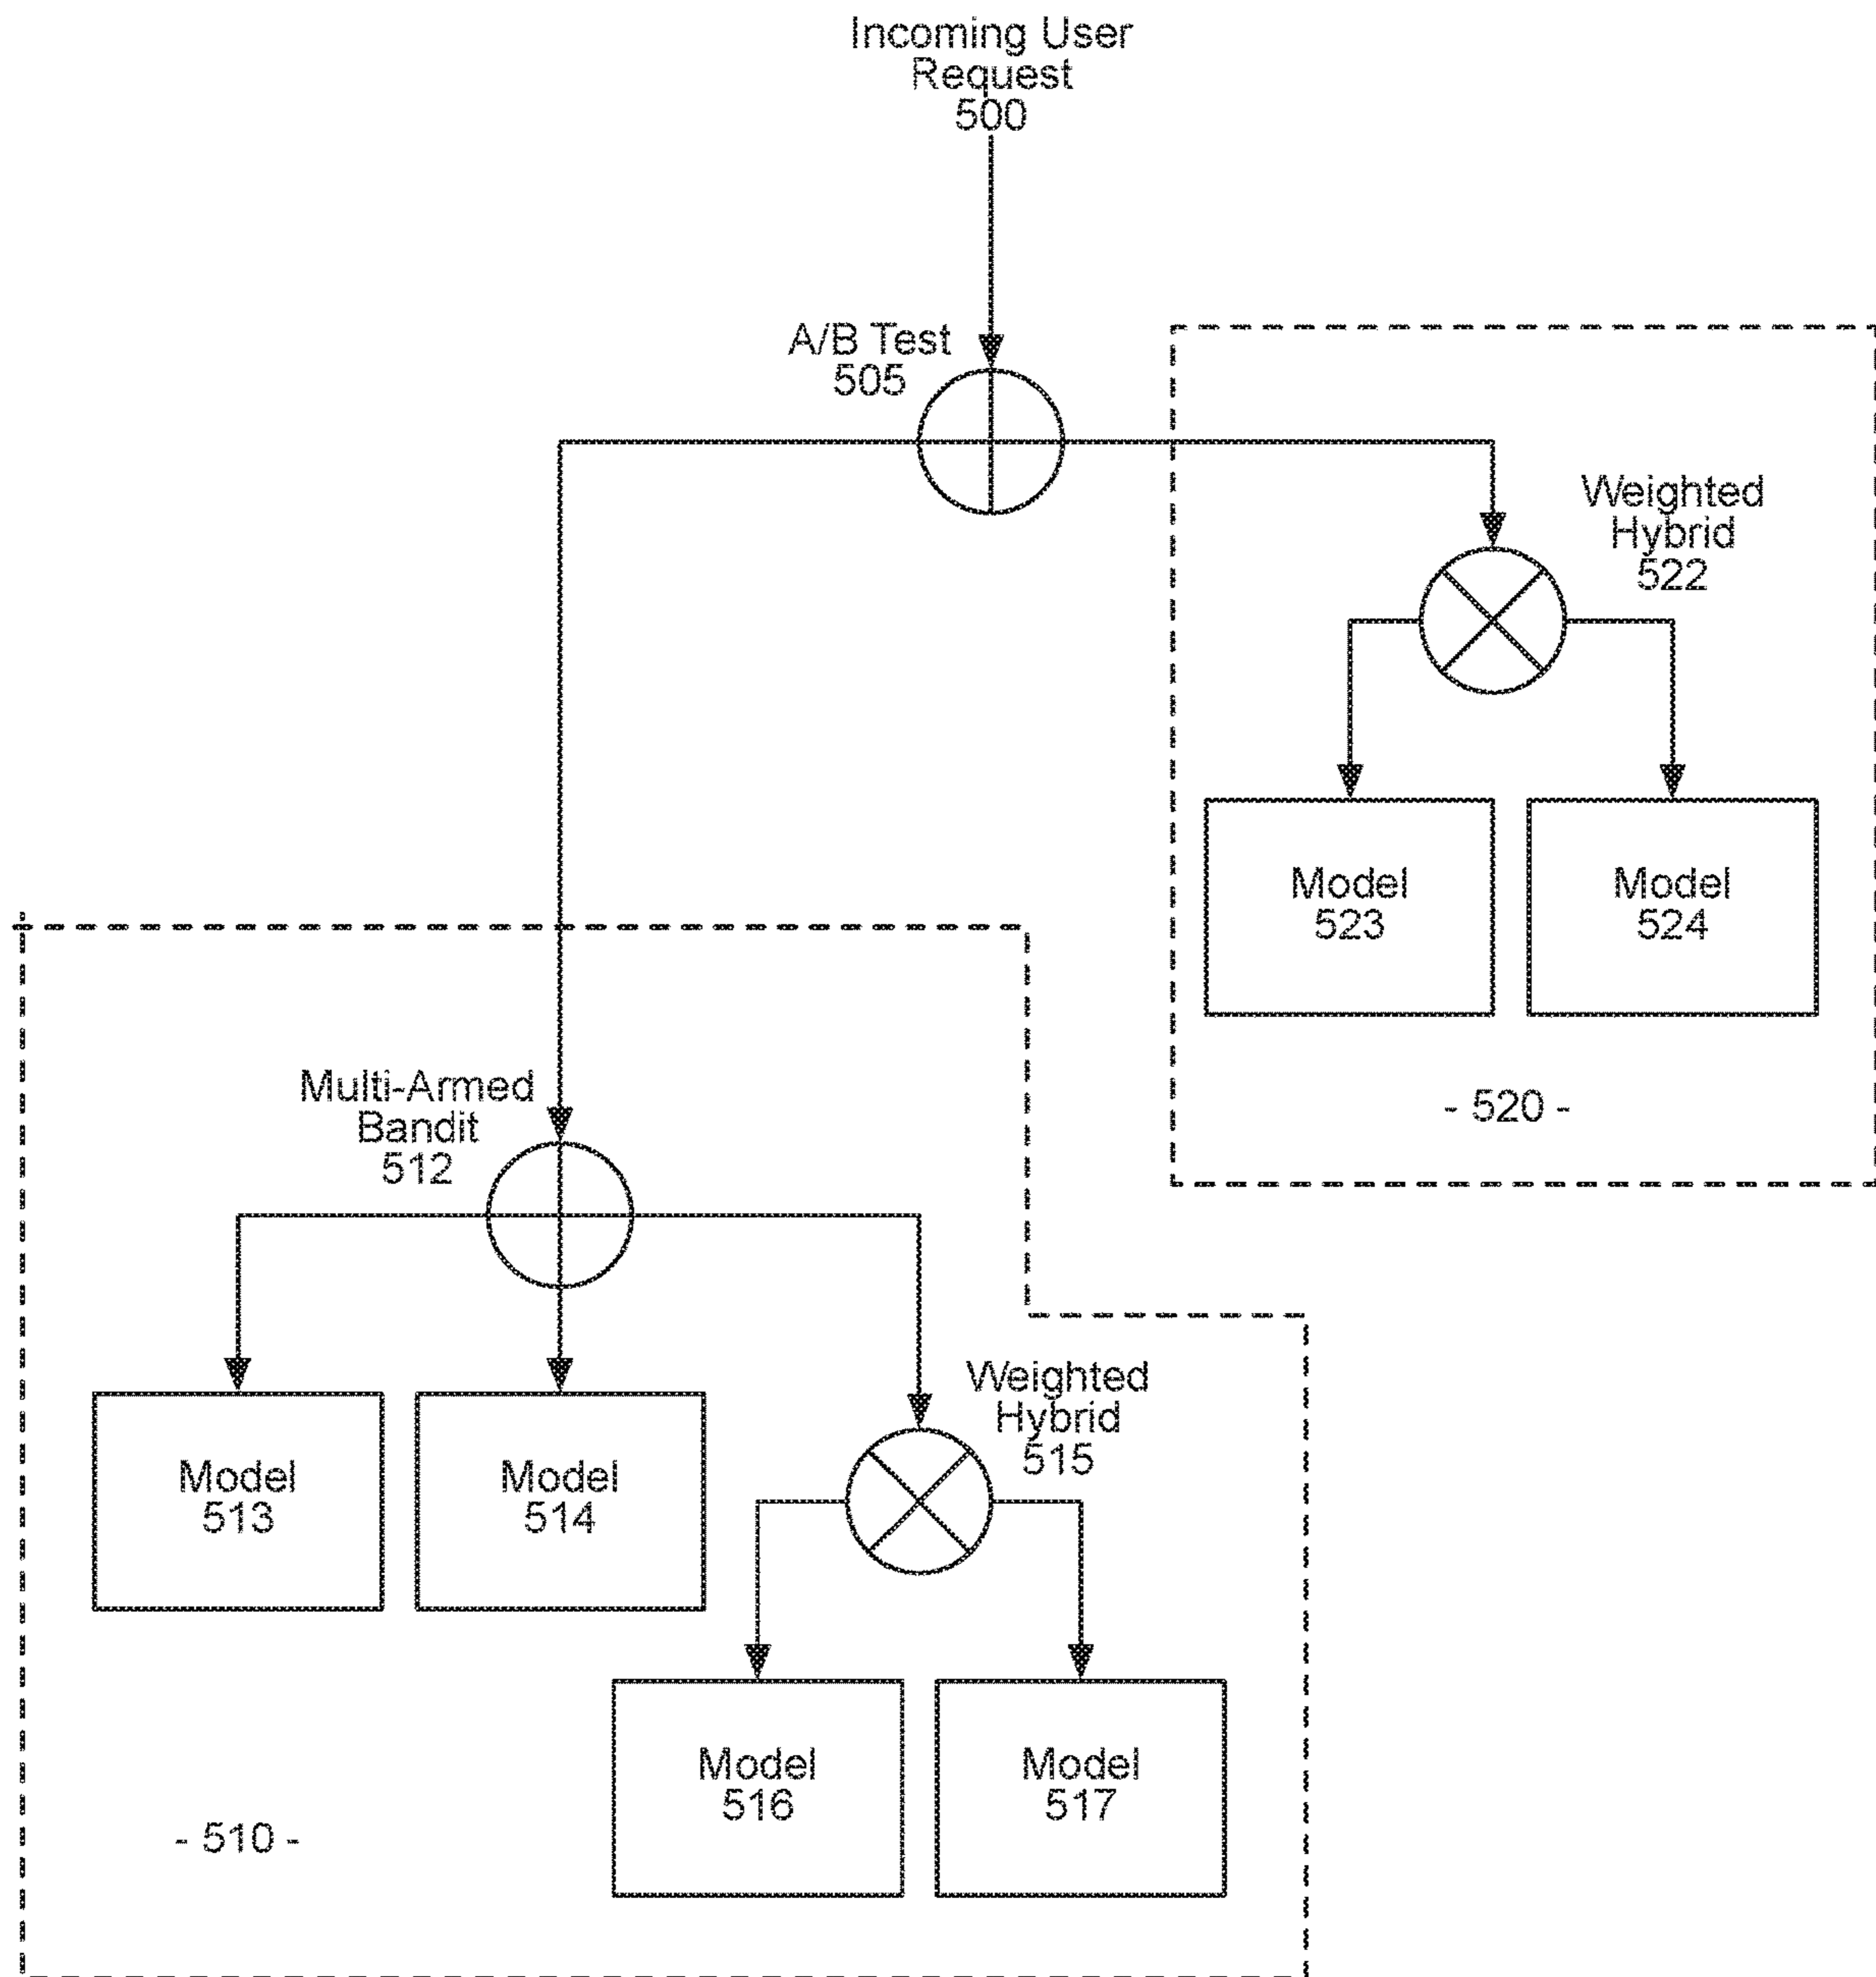 Incoming User
Request
500
A/B Test
505
Weighted
Hybrid
522
Model
523
Model
524
- 520 -
Multi-Armed
Bandit
512
Model
513
Model
514
Weighted
Hybrid
515
Model
516
Model
517
- 510 -